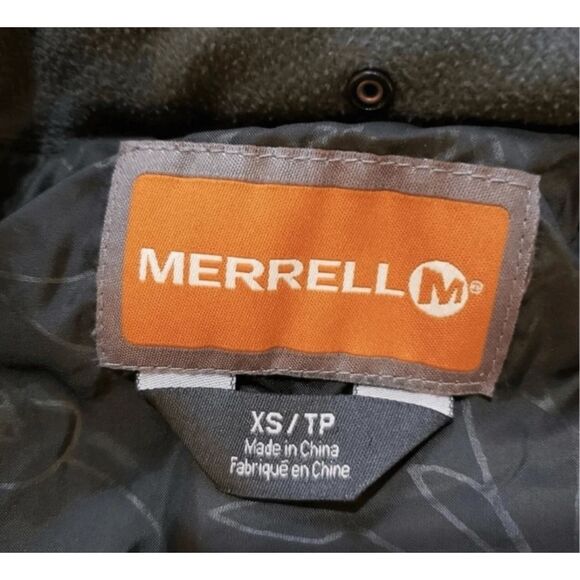 MERRELL M®
XS/TP
Made in China
Fabriqué en Chine